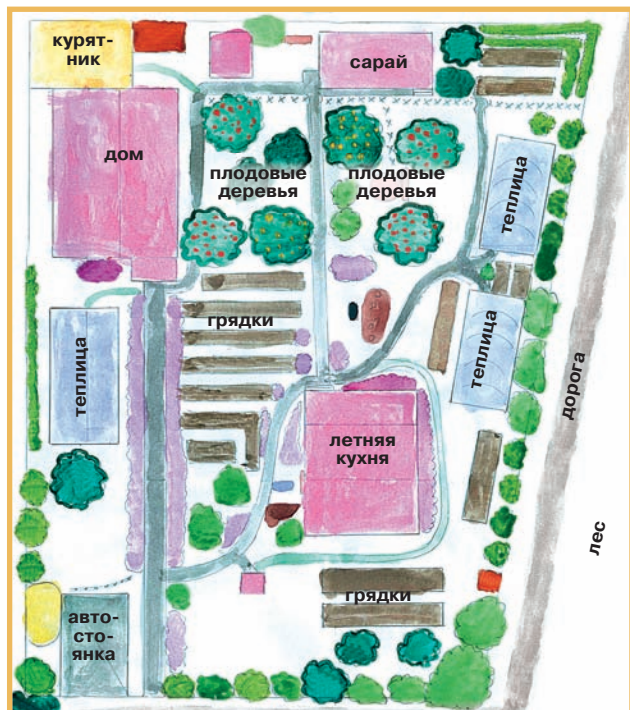 курят-
ник
сарай
дом
плодовые
деревья
плодовые
деревья
теплица
грядки
теплица
теплица
дорога
летняя
кухня
лес
грядки
авто-
сто-
янка